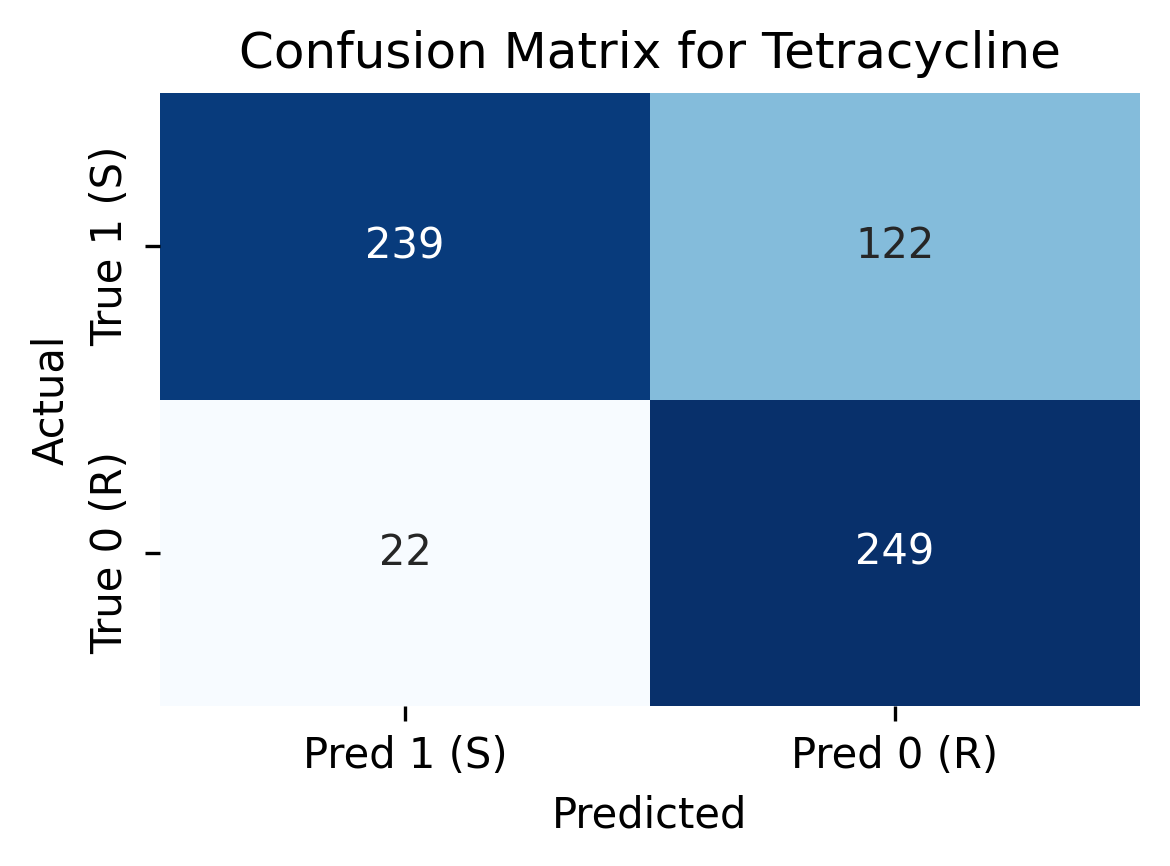 Confusion Matrix for Tetracycline
Actual
True 1 (S)
239
122
True 0 (R)
22
249
Pred 1 (S)
Pred 0 (R)
Predicted